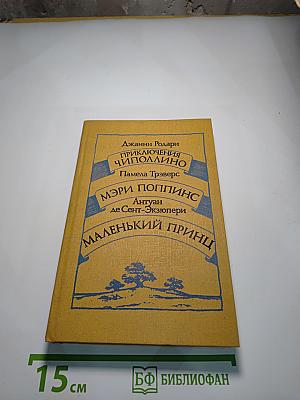 Джанни Родари
ПРИКЛЮЧЕНИЯ
ЧИПОЛЛИНО
Памела Трэверс
МЭРИ ПОППИНС
Антуан
де Сент-Экзюпери
МАЛЕНЬКИЙ ПРИНЦ
15 см
БФ БИБЛИОФАН